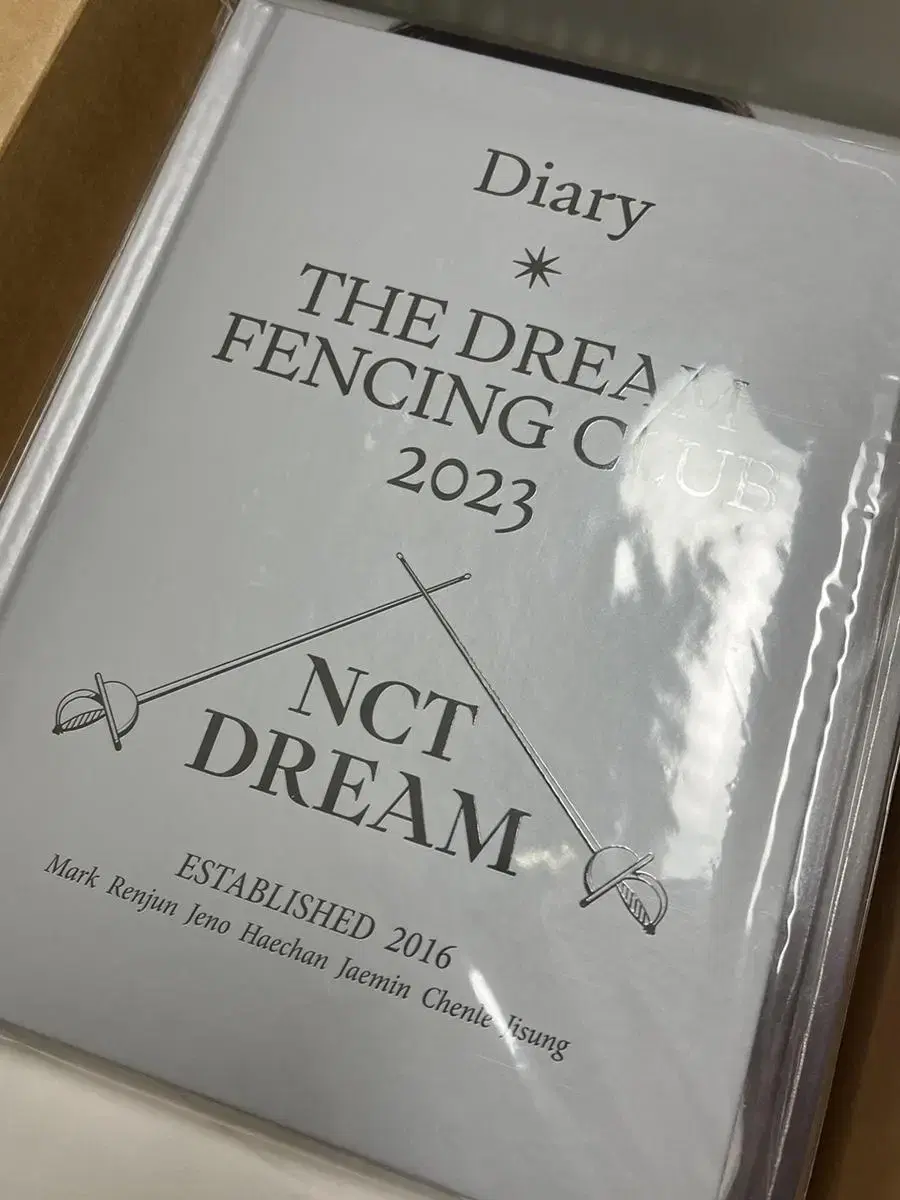 Diary
THE DREAM
FENCING CLUB
2023
NCT
DREAM
ESTABLISHED 2016
Mark Renjun Jeno Haechan Jaemin Chenle Jisung